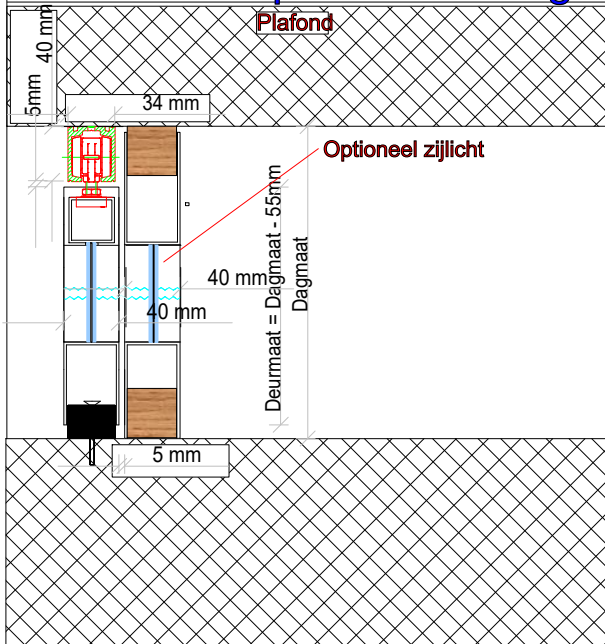 Plafond
40 mm
5mm
34 mm
Optioneel zijlicht
40 mm
40 mm
Deurmaat = Dagmaat - 55mm
Dagmaat
5 mm